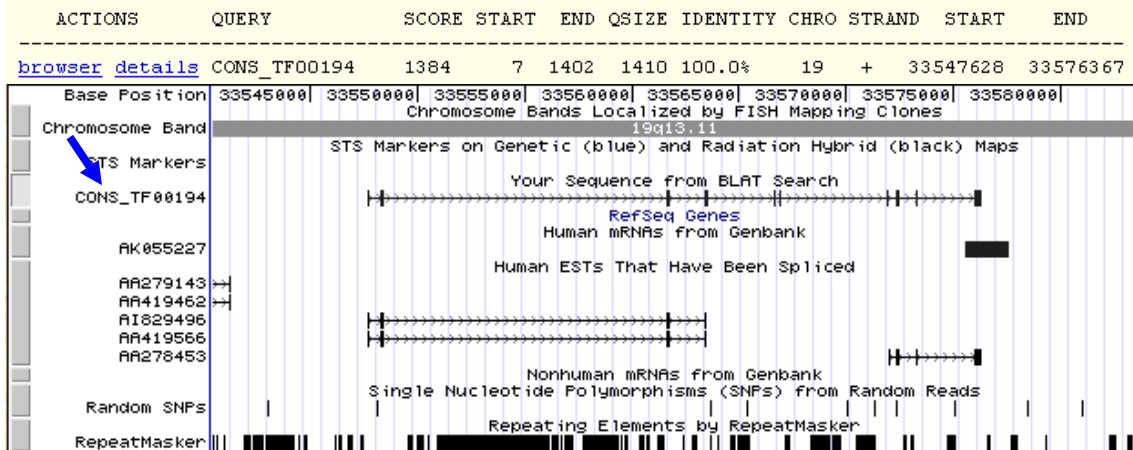 ACTIONS QUERY SCORE START END QSIZE IDENTITY CHRO STRAND START END
browser details CONS_TF00194 1384 7 1402 1410 100.0% 19 + 33547628 33576367
Base Position 33545000| 33550000| 33555000| 33560000| 33565000| 33570000| 33575000| 33580000|
Chromosome Bands Localized by FISH Mapping Clones
Chromosome Band 19q13.11
STS Markers on Genetic (blue) and Radiation Hybrid (black) Maps
STS Markers
Your Sequence from BLAT Search
CONS_TF00194
RefSeq Genes
Human mRNAs from Genbank
AK055227
Human ESTs That Have Been Spliced
AA279143
AA419462
AI829496
AA419566
AA278453
Nonhuman mRNAs from Genbank
Single Nucleotide Polymorphisms (SNPs) from Random Reads
Random SNPs
Repeating Elements by RepeatMasker
RepeatMasker